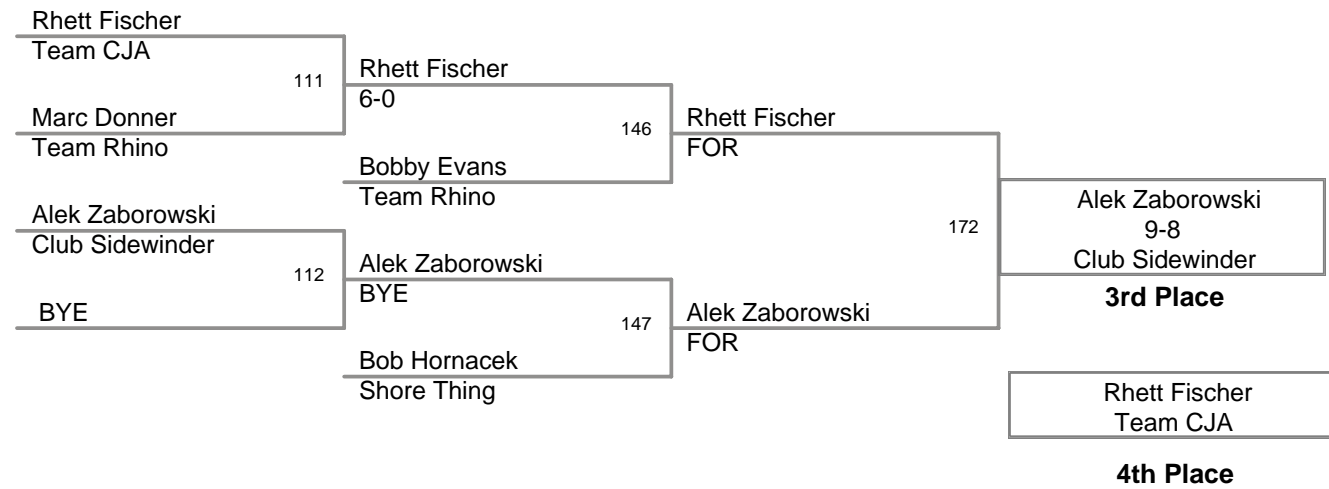 Rhett Fischer
Team CJA
111
Marc Donner
Team Rhino
Alek Zaborowski
Club Sidewinder
112
BYE
Rhett Fischer
6-0
146
Bobby Evans
Team Rhino
Alek Zaborowski
BYE
147
Bob Hornacek
Shore Thing
Rhett Fischer
FOR
172
Alek Zaborowski
FOR
Alek Zaborowski
9-8
Club Sidewinder
3rd Place
Rhett Fischer
Team CJA
4th Place